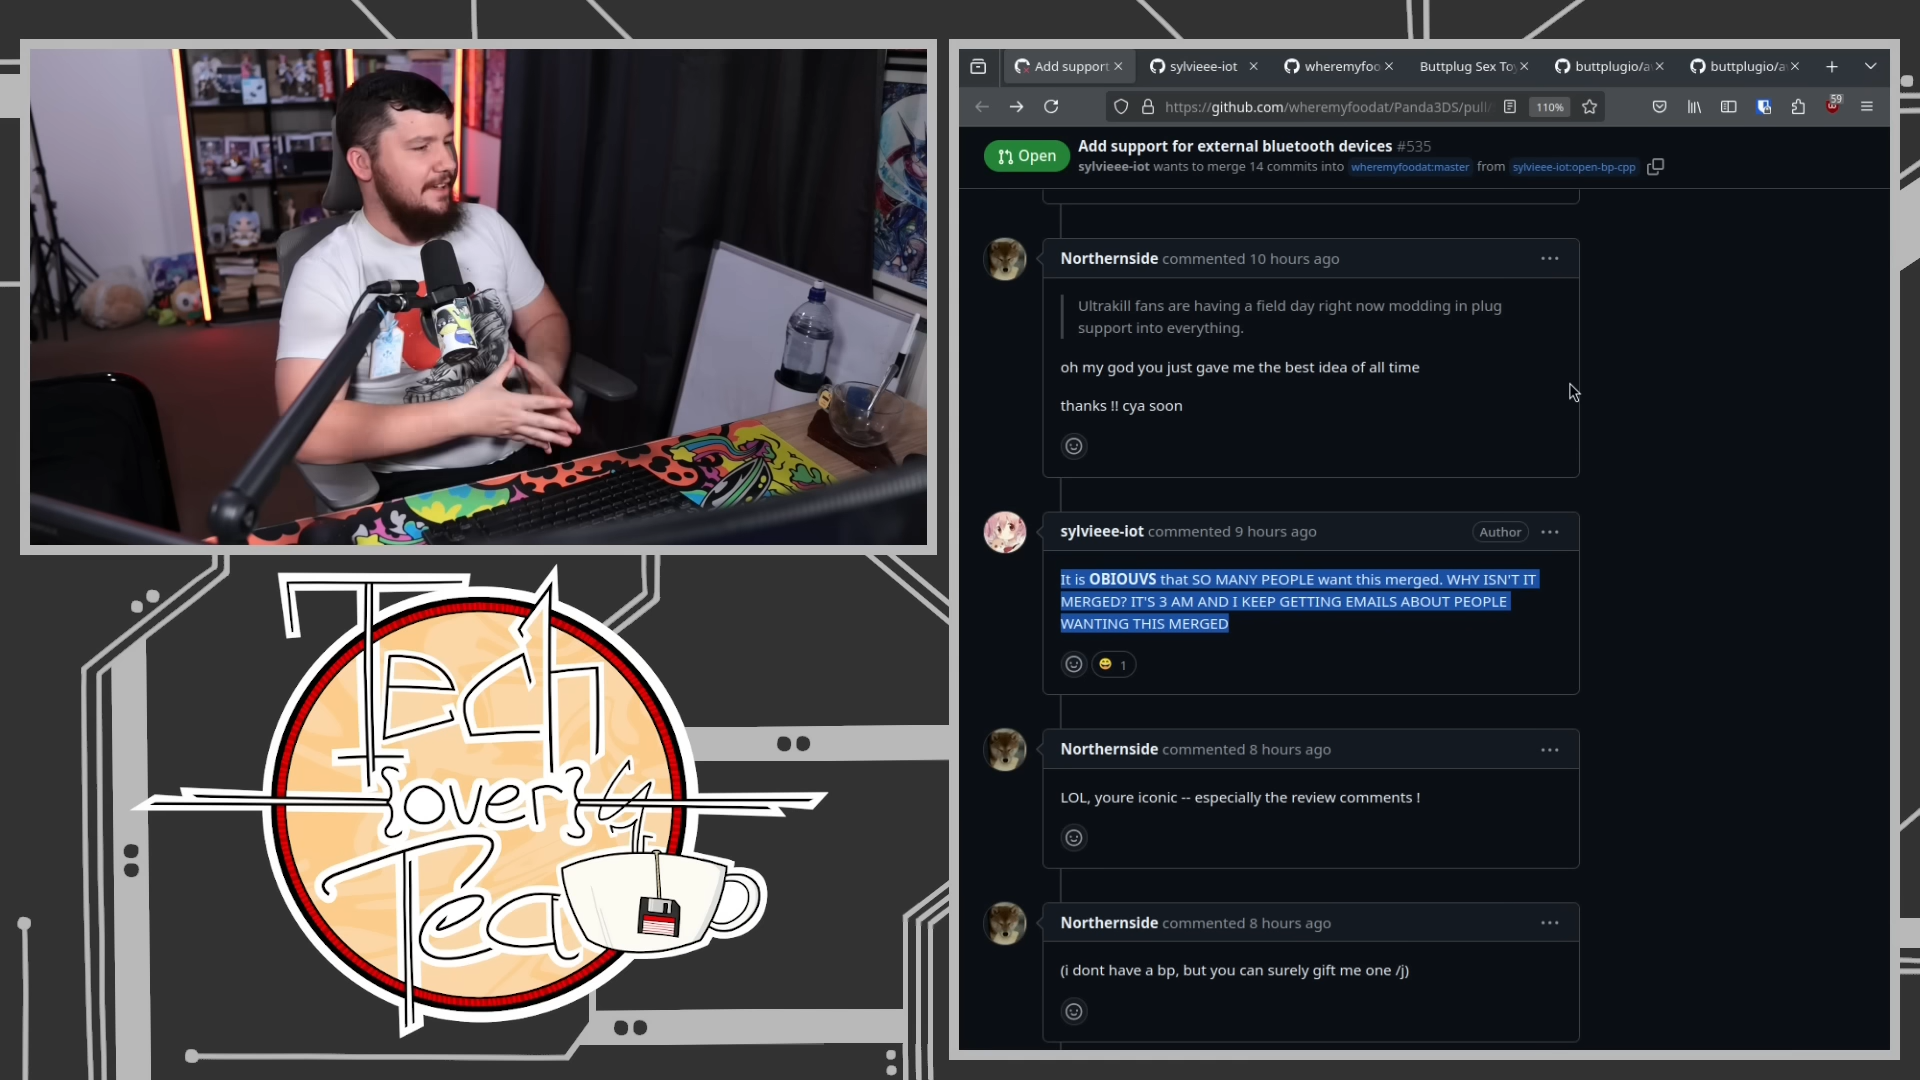 Add support
sylvieee-iot
wheremyfoo
Buttplug Sex To
buttplugio/a
buttplugio/a
https://github.com/wheremyfoodat/Panda3DS/pull/
110%
59
Open
Add support for external bluetooth devices #535
sylvieee-iot wants to merge 14 commits into wheremyfoodat:master from sylvieee-iot:open-bp-cpp
Northernside commented 10 hours ago
Ultrakill fans are having a field day right now modding in plug
support into everything.
oh my god you just gave me the best idea of all time
thanks !! cya soon
sylvieee-iot commented 9 hours ago
Author
It is OBIOUVS that SO MANY PEOPLE want this merged. WHY ISN'T IT
MERGED? IT'S 3 AM AND I KEEP GETTING EMAILS ABOUT PEOPLE
WANTING THIS MERGED
1
Northernside commented 8 hours ago
LOL, youre iconic -- especially the review comments !
Northernside commented 8 hours ago
(i dont have a bp, but you can surely gift me one /j)
Tech
{over}
Tea